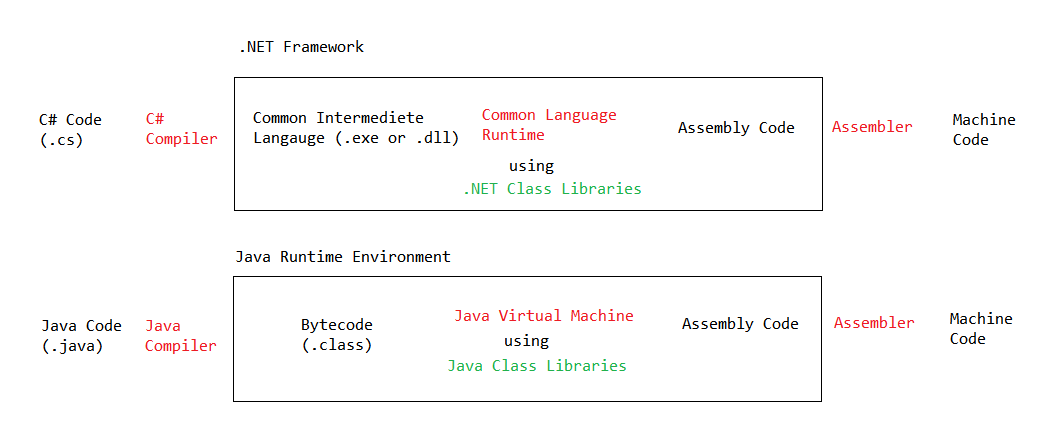 .NET Framework
C# Code
(.cs)
C#
Compiler
Common Intermediete
Langauge (.exe or .dll)
Common Language
Runtime
using
.NET Class Libraries
Assembly Code
Assembler
Machine
Code
Java Runtime Environment
Java Code
(.java)
Java
Compiler
Bytecode
(.class)
Java Virtual Machine
using
Java Class Libraries
Assembly Code
Assembler
Machine
Code